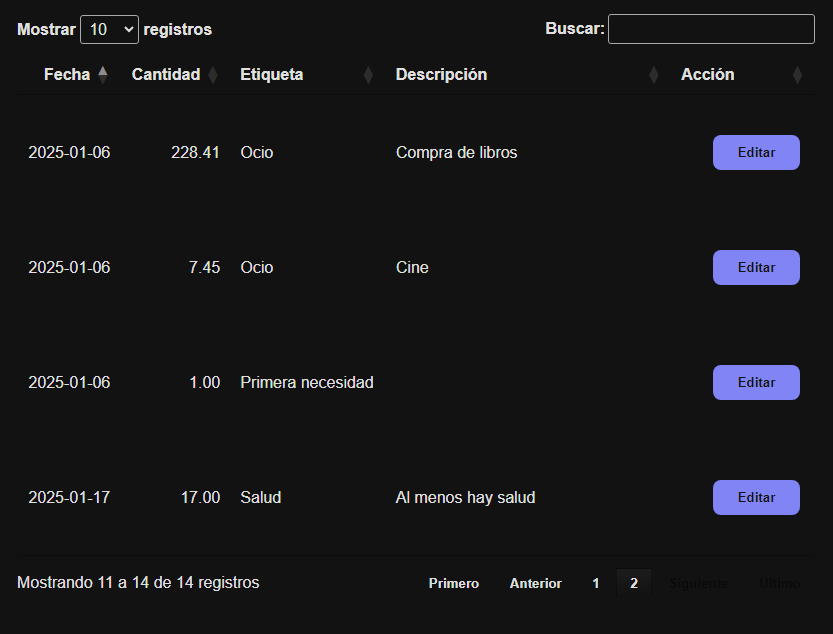 Mostrar 10 registros Buscar:
Fecha Cantidad Etiqueta Descripción Acción
2025-01-06 228.41 Ocio Compra de libros Editar
2025-01-06 7.45 Ocio Cine Editar
2025-01-06 1.00 Primera necesidad Editar
2025-01-17 17.00 Salud Al menos hay salud Editar
Mostrando 11 a 14 de 14 registros Primero Anterior 1 2 Siguiente Último